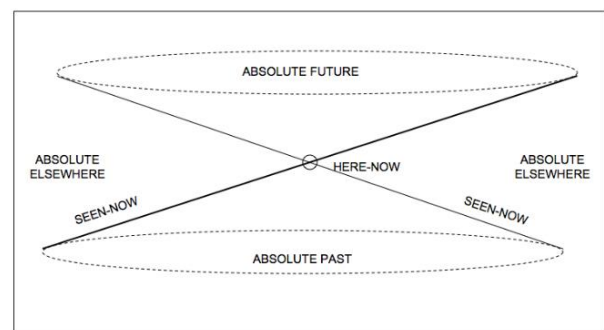 ABSOLUTE FUTURE
ABSOLUTE
ELSEWHERE
HERE-NOW
ABSOLUTE
ELSEWHERE
SEEN-NOW
SEEN-NOW
ABSOLUTE PAST